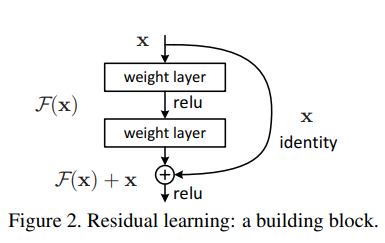 x
weight layer
F(x)
relu
x
weight layer
identity
F(x) + x
relu
Figure 2. Residual learning: a building block.